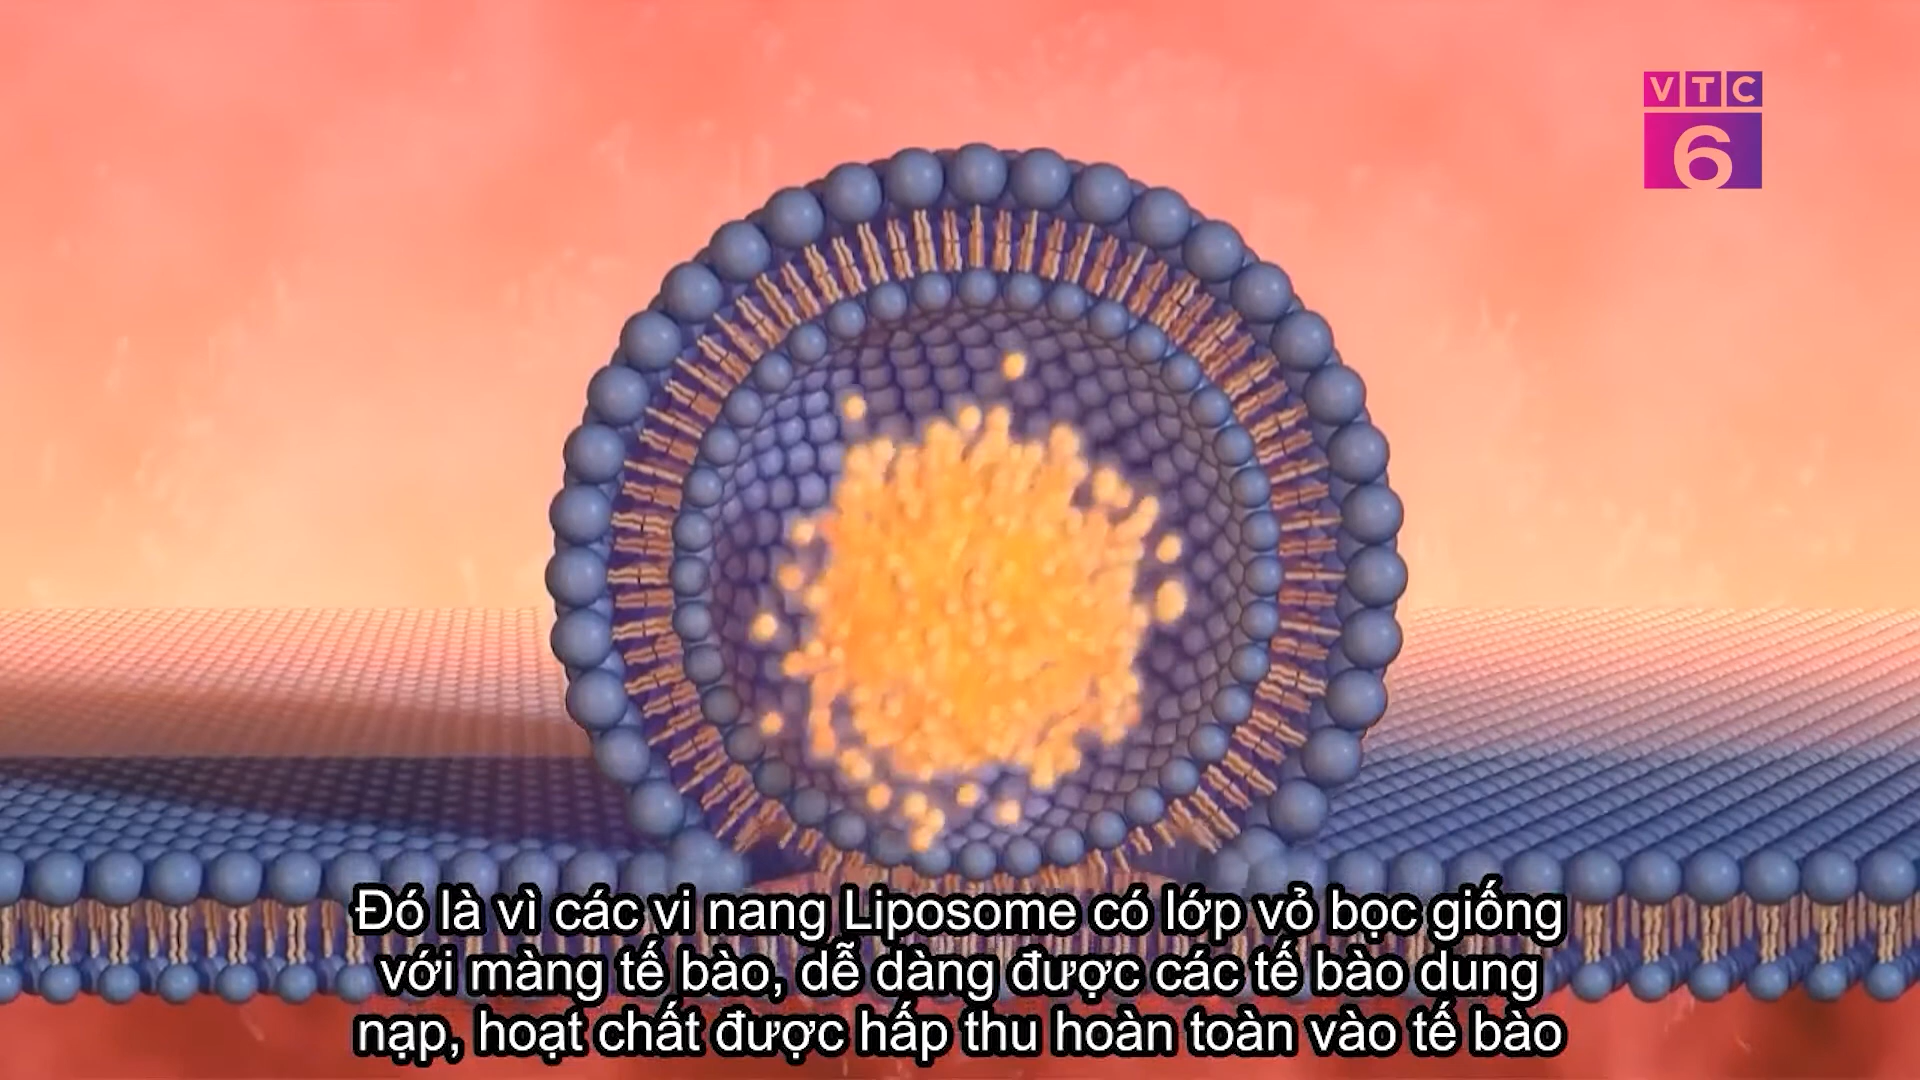 VTC
6
Đó là vì các vi nang Liposome có lớp vỏ bọc giống
với màng tế bào, dễ dàng được các tế bào dung
nạp, hoạt chất được hấp thu hoàn toàn vào tế bào